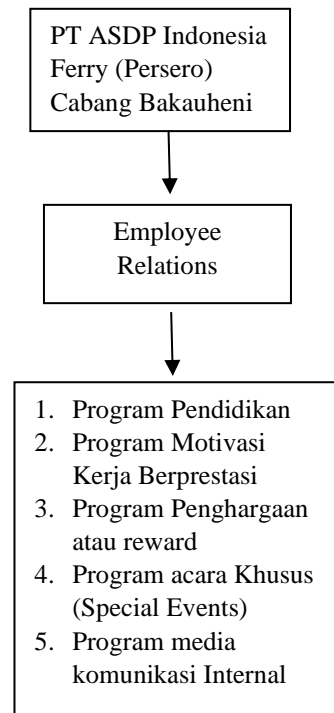 PT ASDP Indonesia
Ferry (Persero)
Cabang Bakauheni
Employee
Relations
1. Program Pendidikan
2. Program Motivasi
Kerja Berprestasi
3. Program Penghargaan
atau reward
4. Program acara Khusus
(Special Events)
5. Program media
komunikasi Internal